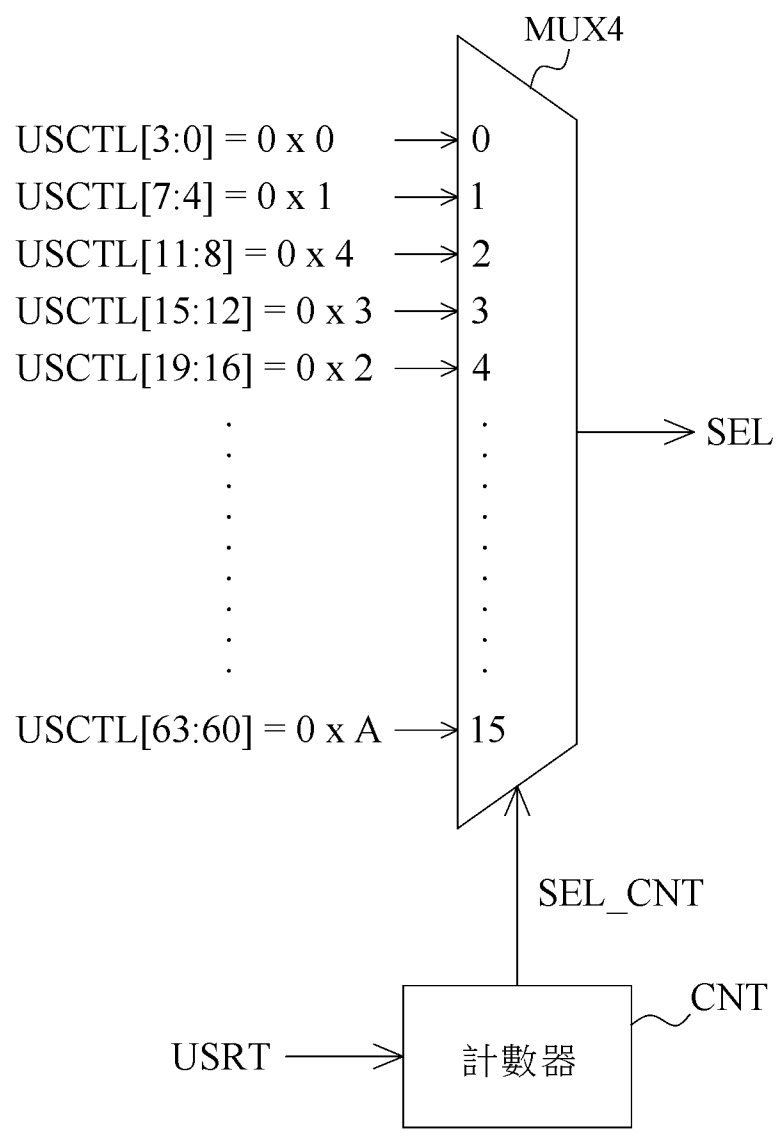 MUX4
USCTL[3:0] = 0 x 0
0
USCTL[7:4] = 0 x 1
1
USCTL[11:8] = 0 x 4
2
USCTL[15:12] = 0 x 3
3
USCTL[19:16] = 0 x 2
4
SEL
USCTL[63:60] = 0 x A
15
SEL_CNT
CNT
USRT
計數器